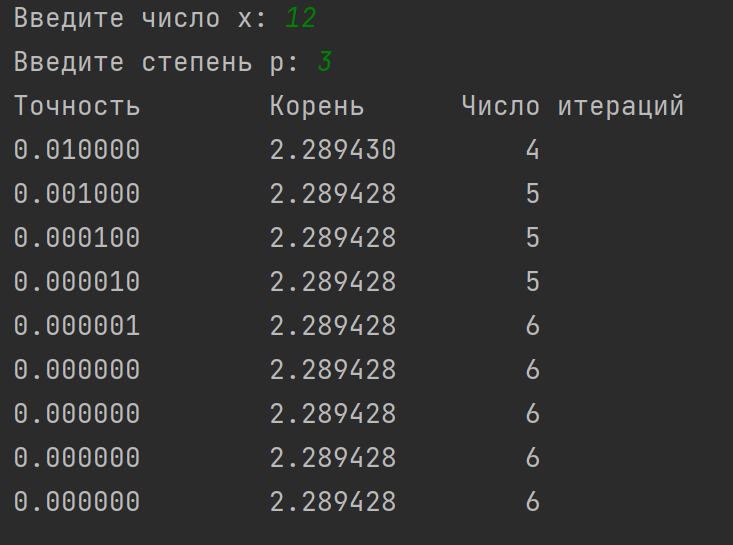 Введите число x: 12
Введите степень p: 3
Точность Корень Число итераций
0.010000 2.289430 4
0.001000 2.289428 5
0.000100 2.289428 5
0.000010 2.289428 5
0.000001 2.289428 6
0.000000 2.289428 6
0.000000 2.289428 6
0.000000 2.289428 6
0.000000 2.289428 6